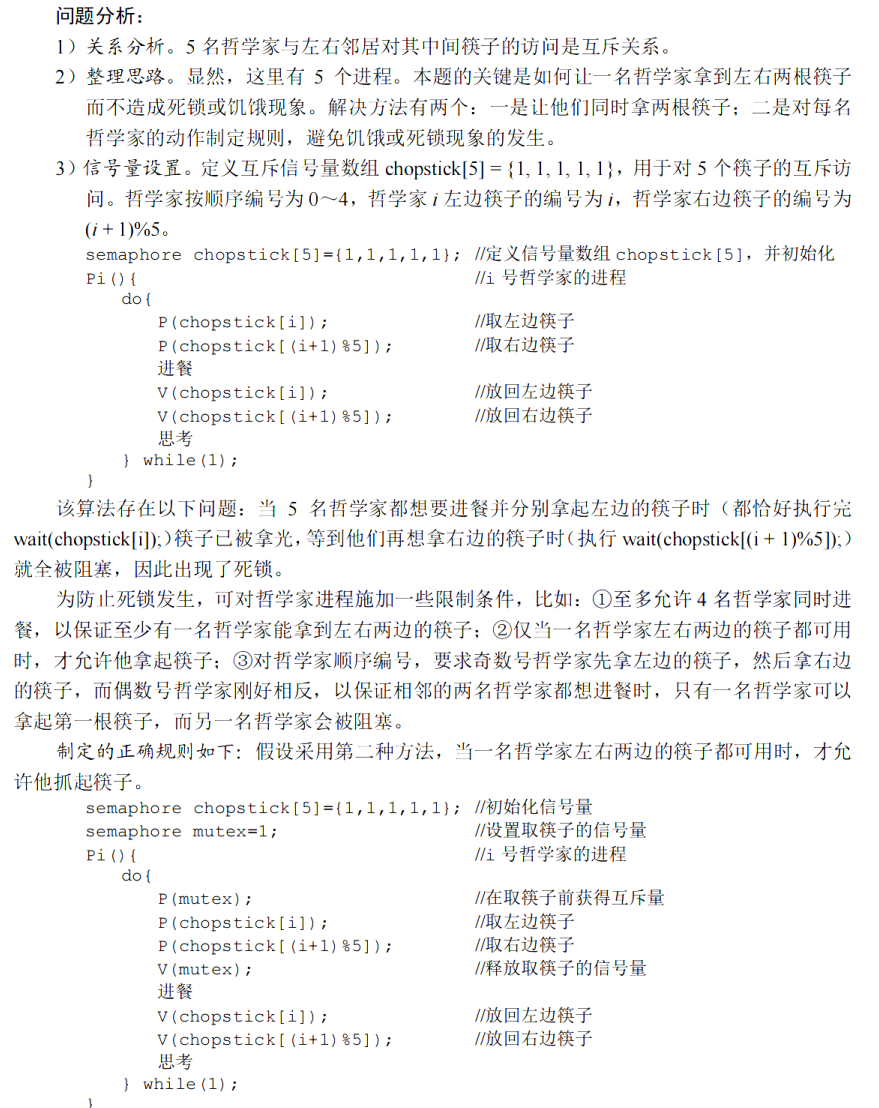 问题分析:
1)关系分析。5 名哲学家与左右邻居对其中间筷子的访问是互斥关系。
2)整理思路。显然,这里有 5 个进程。本题的关键是如何让一名哲学家拿到左右两根筷子
而不造成死锁或饥饿现象。解决方法有两个:一是让他们同时拿两根筷子;二是对每名
哲学家的动作制定规则,避免饥饿或死锁现象的发生。
3)信号量设置。定义互斥信号量数组 chopstick[5] = {1, 1, 1, 1, 1},用于对 5 个筷子的互斥访
问。哲学家按顺序编号为 0~4,哲学家 i 左边筷子的编号为 i,哲学家右边筷子的编号为
(i + 1)%5。
semaphore chopstick[5]={1,1,1,1,1}; //定义信号量数组 chopstick[5],并初始化
Pi(){ //i 号哲学家的进程
do{
P(chopstick[i]); //取左边筷子
P(chopstick[(i+1)%5]); //取右边筷子
进餐
V(chopstick[i]); //放回左边筷子
V(chopstick[(i+1)%5]); //放回右边筷子
思考
} while(1);
}
该算法存在以下问题:当 5 名哲学家都想要进餐并分别拿起左边的筷子时(都恰好执行完
wait(chopstick[i]);)筷子已被拿光,等到他们再想拿右边的筷子时(执行 wait(chopstick[(i + 1)%5]);)
就全被阻塞,因此出现了死锁。
为防止死锁发生,可对哲学家进程施加一些限制条件,比如:①至多允许 4 名哲学家同时进
餐,以保证至少有一名哲学家能拿到左右两边的筷子;②仅当一名哲学家左右两边的筷子都可用
时,才允许他拿起筷子;③对哲学家顺序编号,要求奇数号哲学家先拿左边的筷子,然后拿右边
的筷子,而偶数号哲学家刚好相反,以保证相邻的两名哲学家都想进餐时,只有一名哲学家可以
拿起第一根筷子,而另一名哲学家会被阻塞。
制定的正确规则如下:假设采用第二种方法,当一名哲学家左右两边的筷子都可用时,才允
许他抓起筷子。
semaphore chopstick[5]={1,1,1,1,1}; //初始化信号量
semaphore mutex=1; //设置取筷子的信号量
Pi(){ //i 号哲学家的进程
do{
P(mutex); //在取筷子前获得互斥量
P(chopstick[i]); //取左边筷子
P(chopstick[(i+1)%5]); //取右边筷子
V(mutex); //释放取筷子的信号量
进餐
V(chopstick[i]); //放回左边筷子
V(chopstick[(i+1)%5]); //放回右边筷子
思考
} while(1);
}